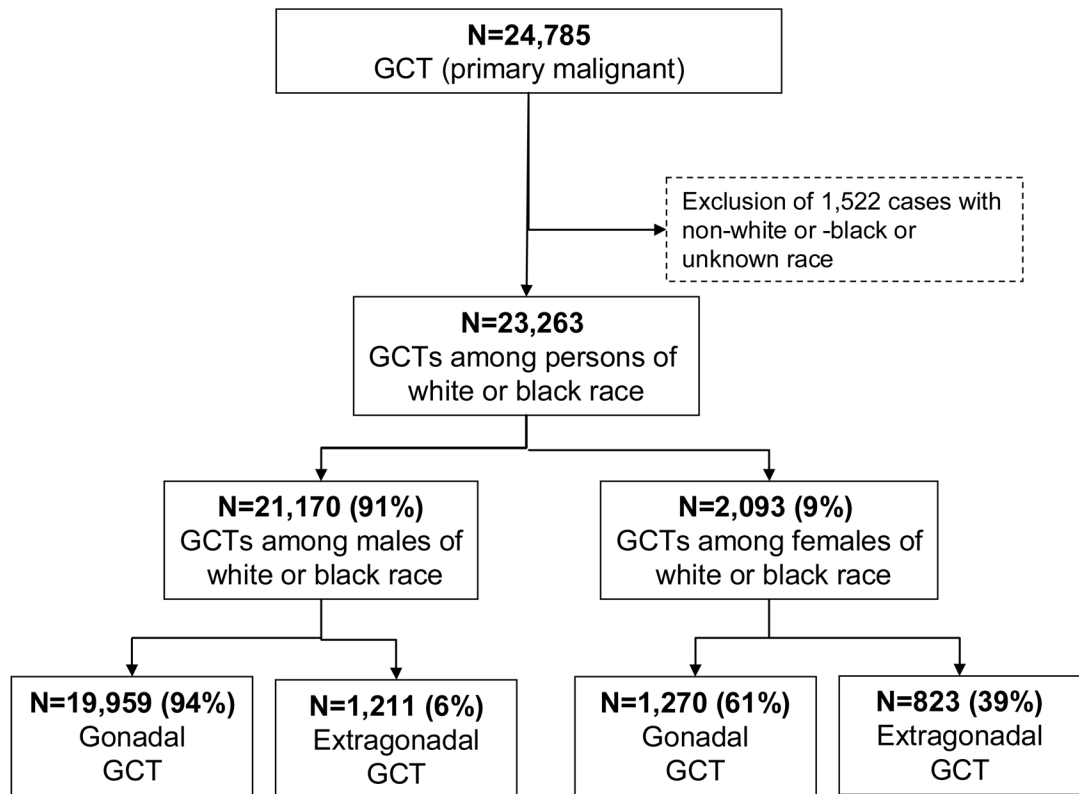 N=24,785
GCT (primary malignant)
Exclusion of 1,522 cases with
non-white or -black or
unknown race
N=23,263
GCTs among persons of
white or black race
N=21,170 (91%)
GCTs among males of
white or black race
N=2,093 (9%)
GCTs among females of
white or black race
N=19,959 (94%)
Gonadal
GCT
N=1,211 (6%)
Extragonadal
GCT
N=1,270 (61%)
Gonadal
GCT
N=823 (39%)
Extragonadal
GCT